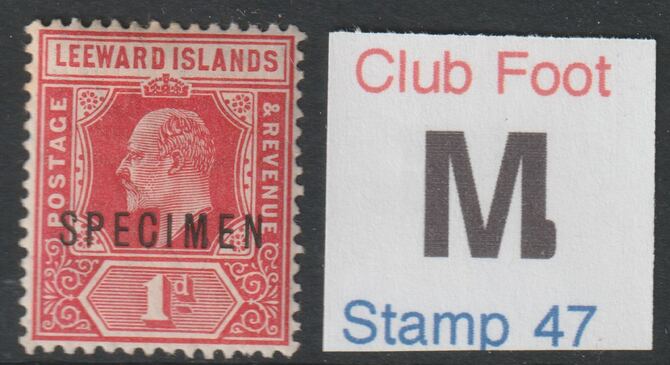 LEEWARD ISLANDS
POSTAGE
& REVENUE
SPECIMEN
1d
Club Foot
M
Stamp 47